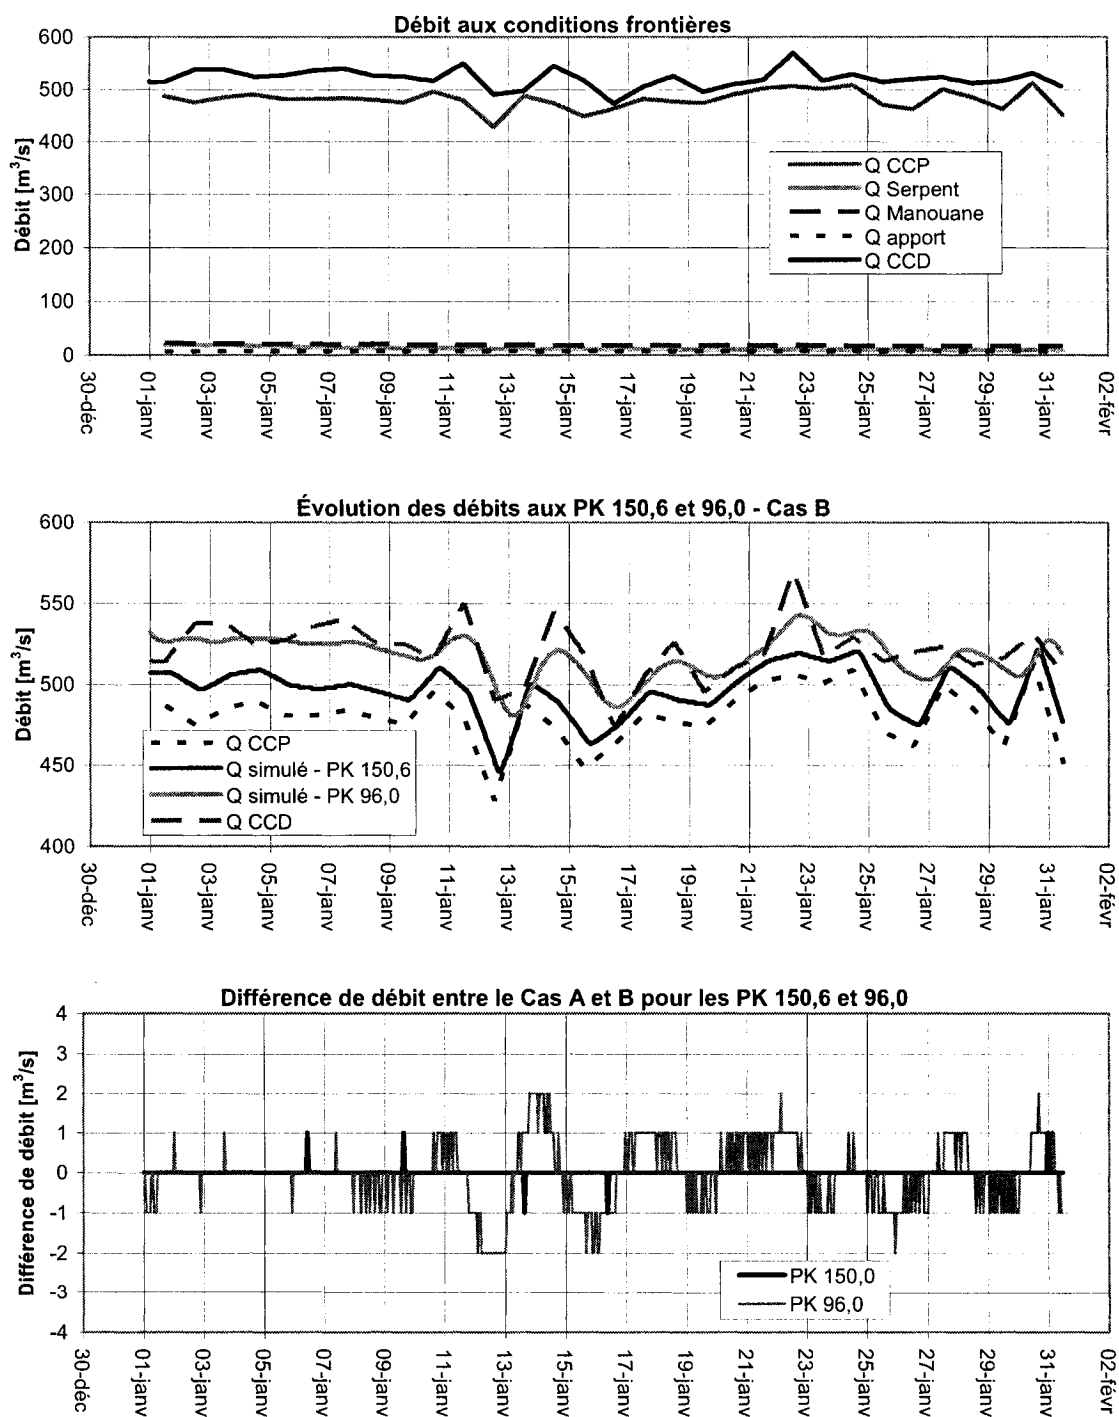 Débit aux conditions frontières
Débit [m³/s]
600
500
400
300
200
100
0
Q CCP
Q Serpent
Q Manouane
Q apport
Q CCD
30-déc
01-janv
03-janv
05-janv
07-janv
09-janv
11-janv
13-janv
15-janv
17-janv
19-janv
21-janv
23-janv
25-janv
27-janv
29-janv
31-janv
02-févr
Évolution des débits aux PK 150,6 et 96,0 - Cas B
Débit [m³/s]
600
550
500
450
400
Q CCP
Q simulé - PK 150,6
Q simulé - PK 96,0
Q CCD
30-déc
01-janv
03-janv
05-janv
07-janv
09-janv
11-janv
13-janv
15-janv
17-janv
19-janv
21-janv
23-janv
25-janv
27-janv
29-janv
31-janv
02-févr
Différence de débit entre le Cas A et B pour les PK 150,6 et 96,0
Différence de débit [m³/s]
4
3
2
1
0
-1
-2
-3
-4
PK 150,0
PK 96,0
30-déc
01-janv
03-janv
05-janv
07-janv
09-janv
11-janv
13-janv
15-janv
17-janv
19-janv
21-janv
23-janv
25-janv
27-janv
29-janv
31-janv
02-févr